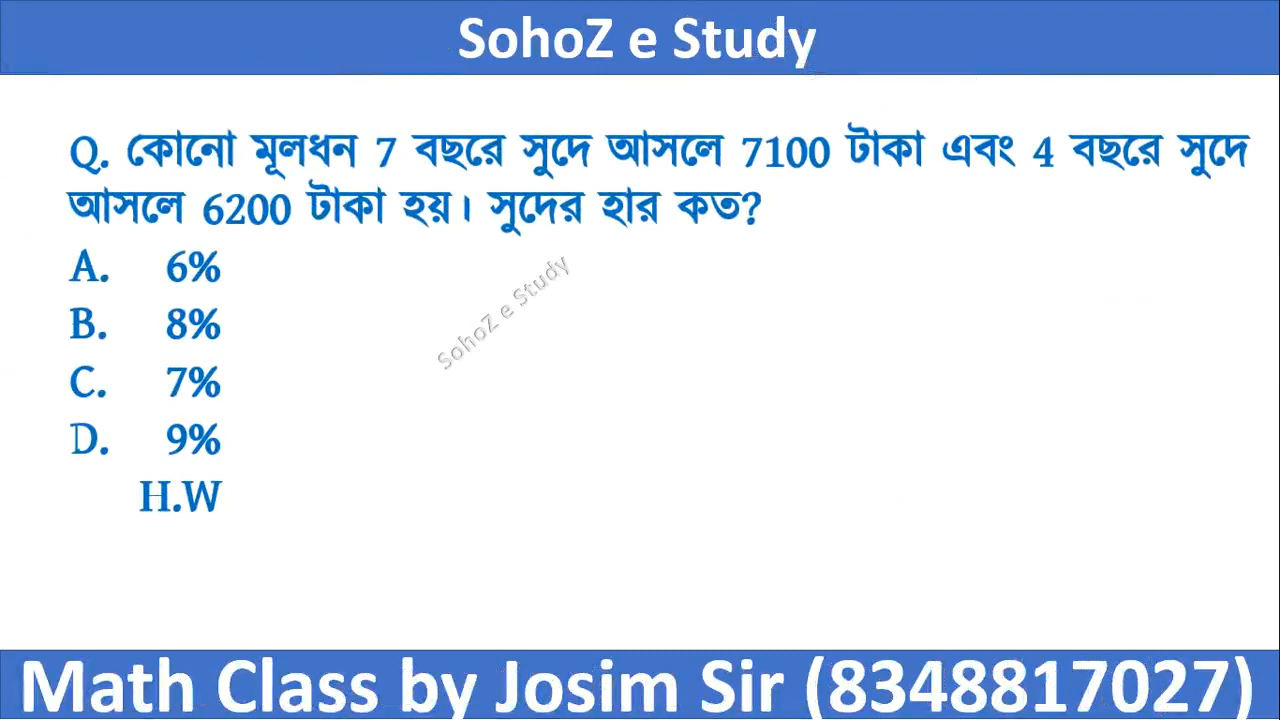 SohoZ e Study
Q. কোনো মূলধন 7 বছরে সুদে আসলে 7100 টাকা এবং 4 বছরে সুদে
আসলে 6200 টাকা হয়। সুদের হার কত?
A. 6%
B. 8%
C. 7%
D. 9%
H.W
SohoZ e Study
Math Class by Josim Sir (8348817027)